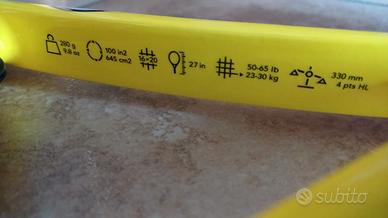 280 g
9.8 oz
100 in2
645 cm2
16×20
27 in
50-65 lb
23-30 kg
330 mm
4 pts HL
subito